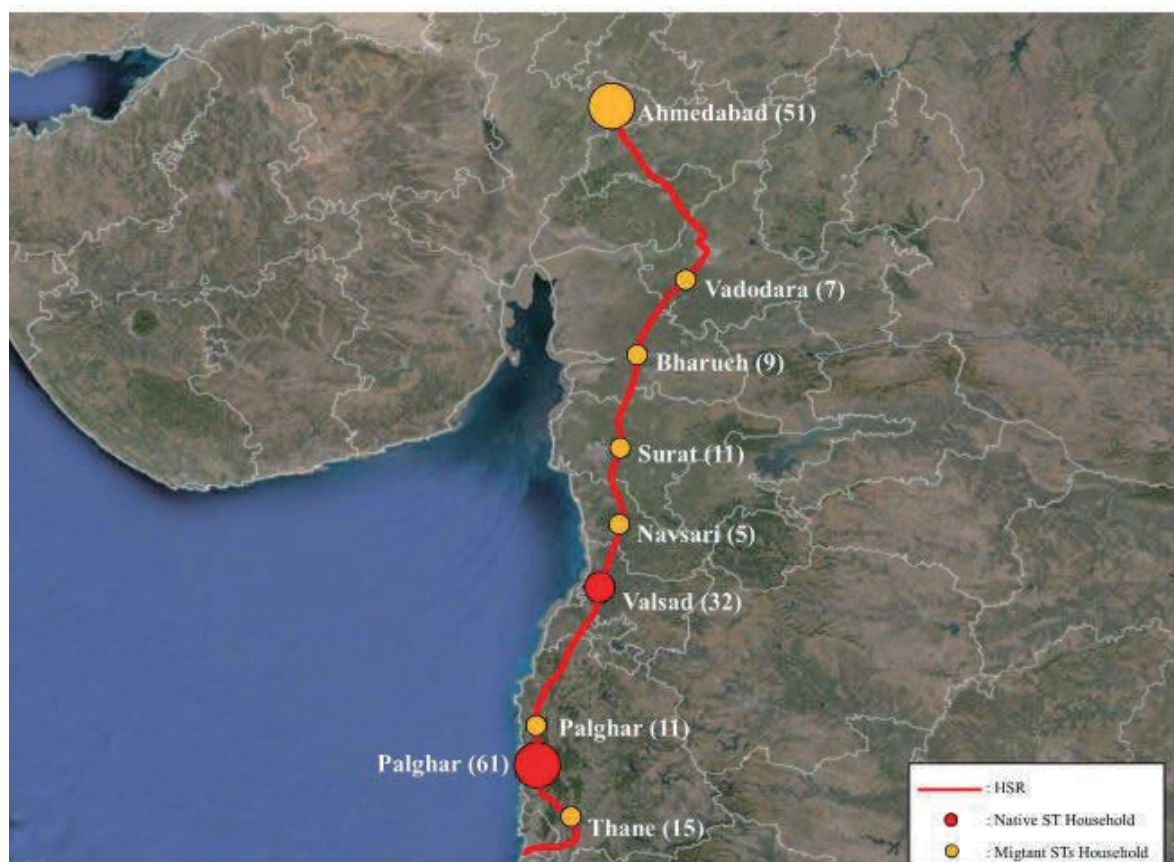 Ahmedabad (51)
Vadodara (7)
Bharuch (9)
Surat (11)
Navsari (5)
Valsad (32)
Palghar (11)
Palghar (61)
Thane (15)
: HSR
: Native ST Household
: Migtant STs Household